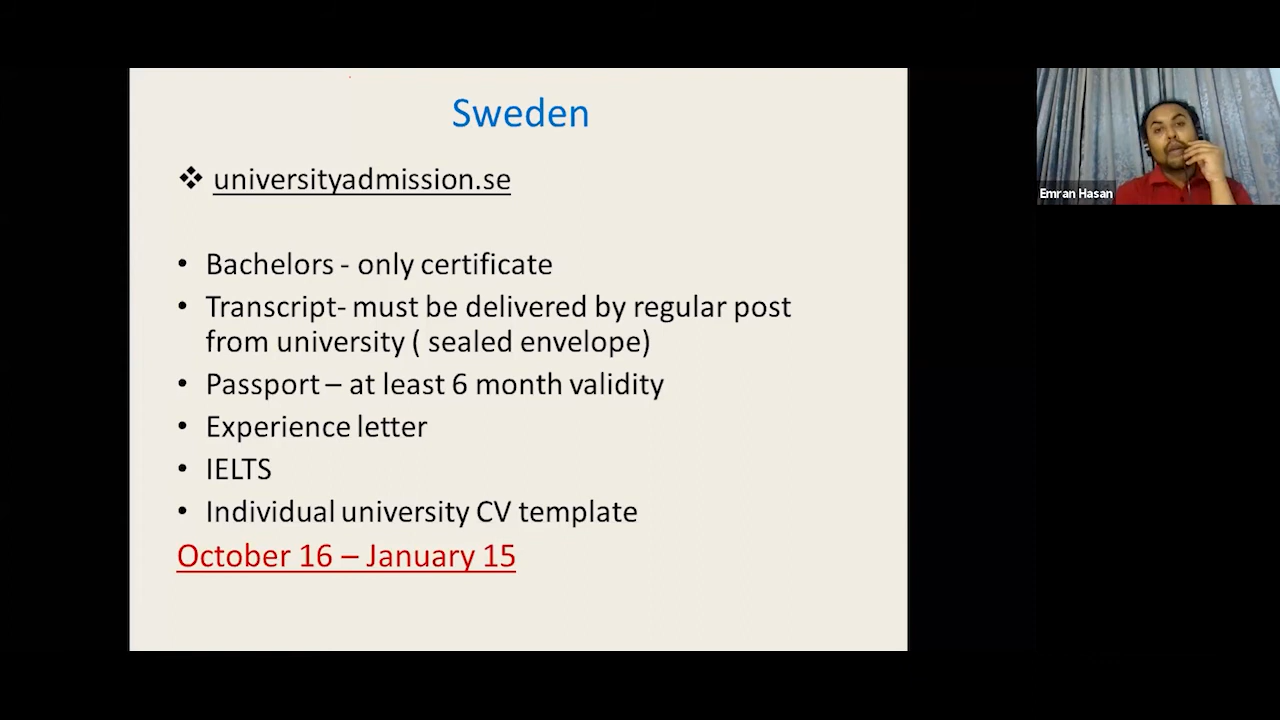 Sweden
❖ universityadmission.se
• Bachelors - only certificate
• Transcript- must be delivered by regular post
from university ( sealed envelope)
• Passport – at least 6 month validity
• Experience letter
• IELTS
• Individual university CV template
October 16 – January 15
Emran Hasan